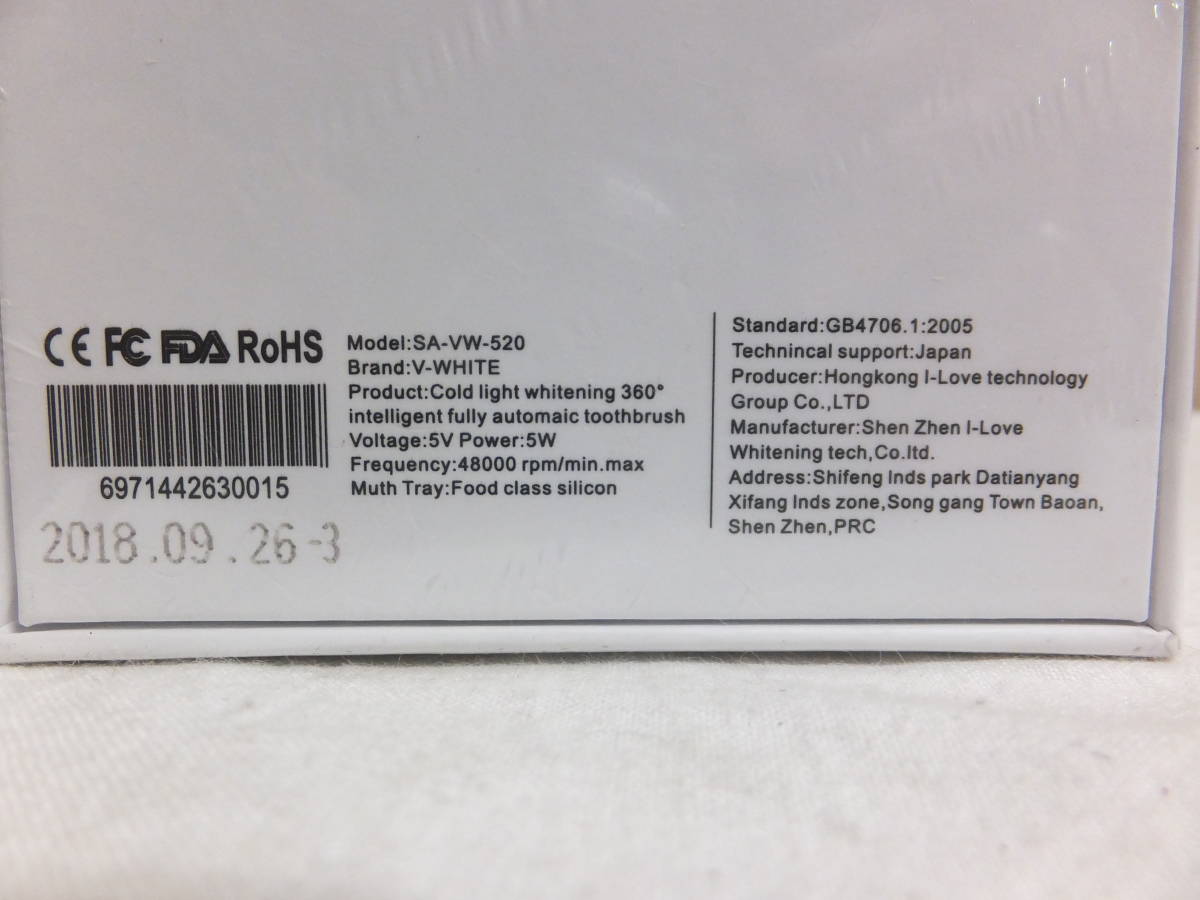 CE FC FDA RoHS
6971442630015
2018.09.26-3
Model:SA-VW-520
Brand:V-WHITE
Product:Cold light whitening 360°
intelligent fully automaic toothbrush
Voltage:5V Power:5W
Frequency:48000 rpm/min.max
Muth Tray:Food class silicon
Standard:GB4706.1:2005
Technincal support:Japan
Producer:Hongkong I-Love technology
Group Co.,LTD
Manufacturer:Shen Zhen I-Love
Whitening tech,Co.ltd.
Address:Shifeng Inds park Datianyang
Xifang Inds zone,Song gang Town Baoan,
Shen Zhen,PRC